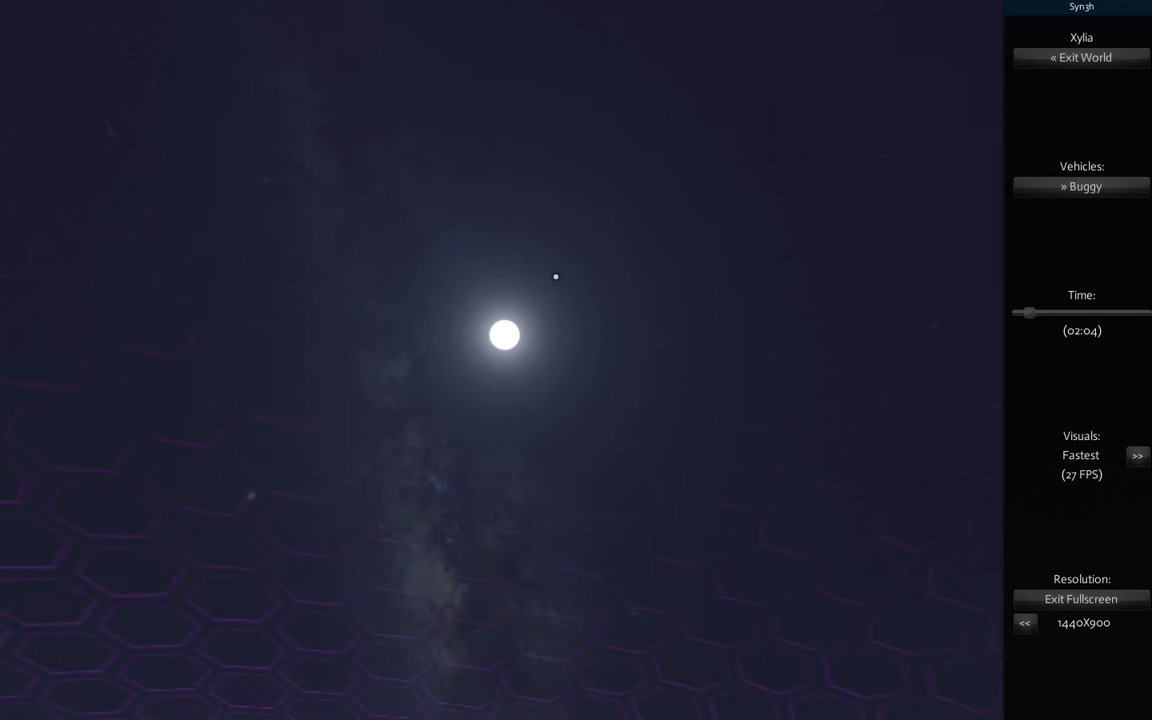 Syn3h
Xylia
« Exit World
Vehicles:
» Buggy
Time:
(02:04)
Visuals:
Fastest
>>
(27 FPS)
Resolution:
Exit Fullscreen
<<
1440X900